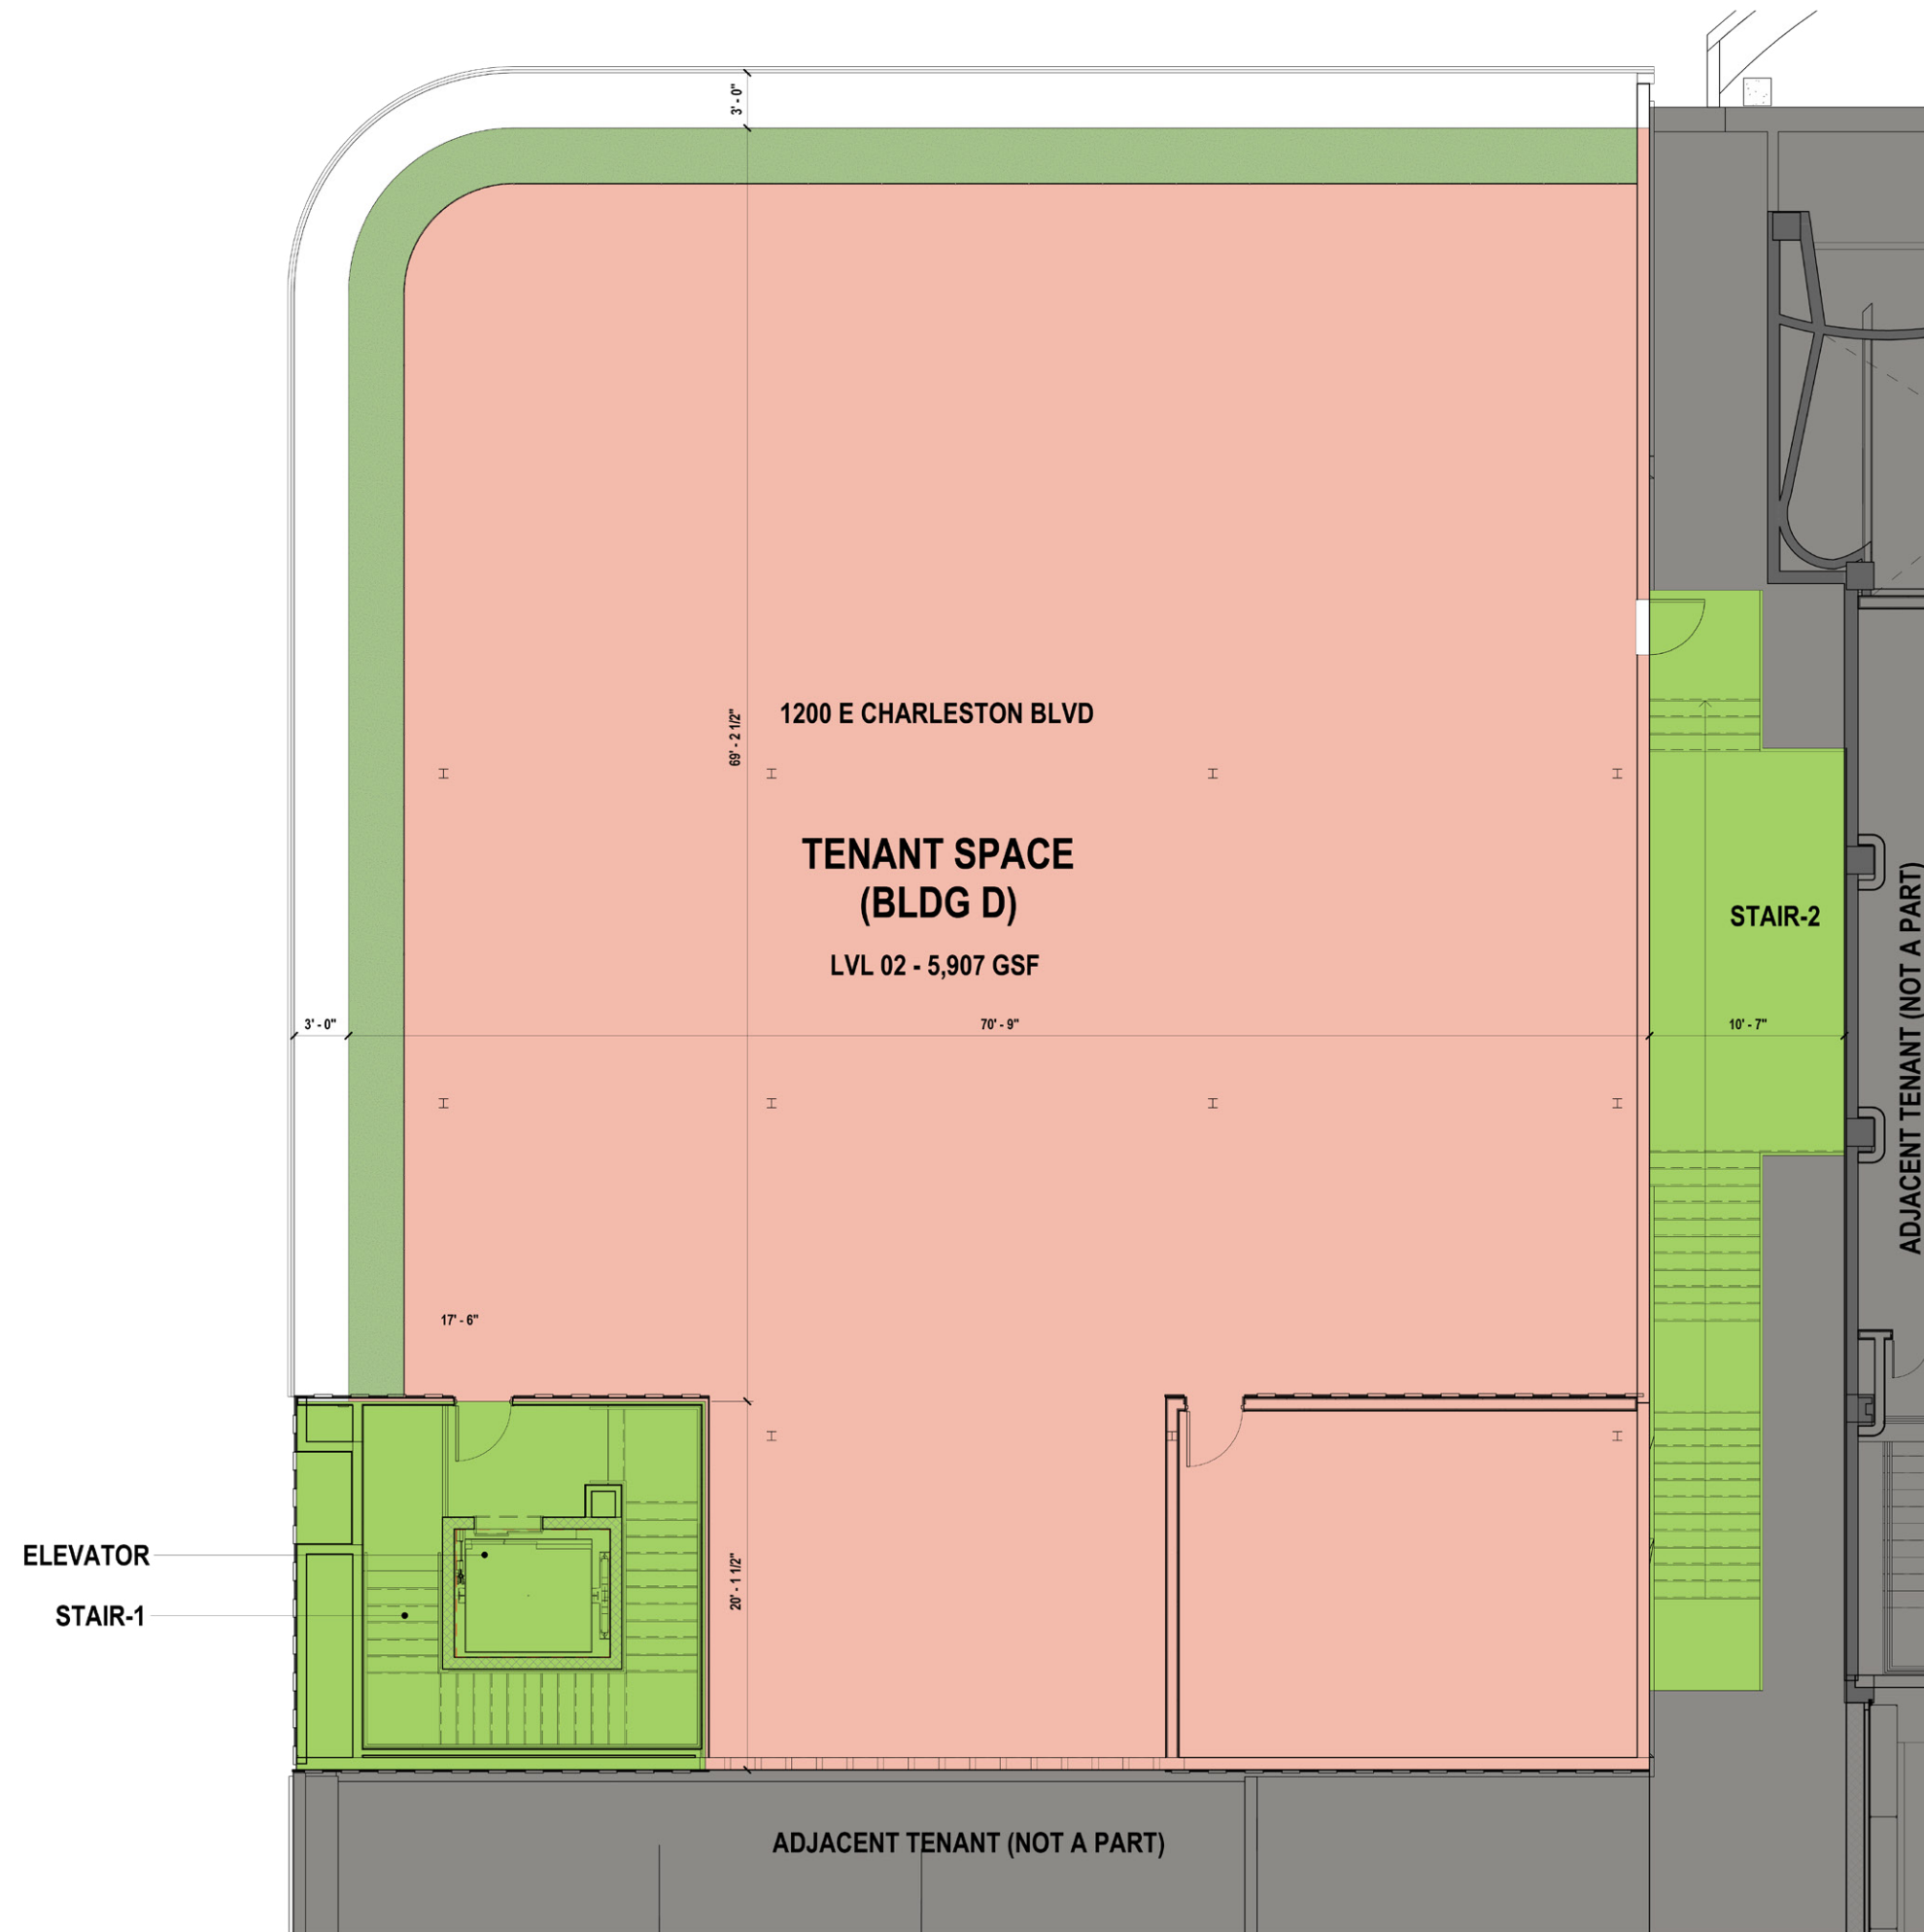 3' - 0"
1200 E CHARLESTON BLVD
69' - 2 1/2"
TENANT SPACE
(BLDG D)
LVL 02 - 5,907 GSF
STAIR-2
3' - 0"
70' - 9"
10' - 7"
ADJACENT TENANT (NOT A PART)
17' - 6"
ELEVATOR
STAIR-1
20' - 1 1/2"
ADJACENT TENANT (NOT A PART)